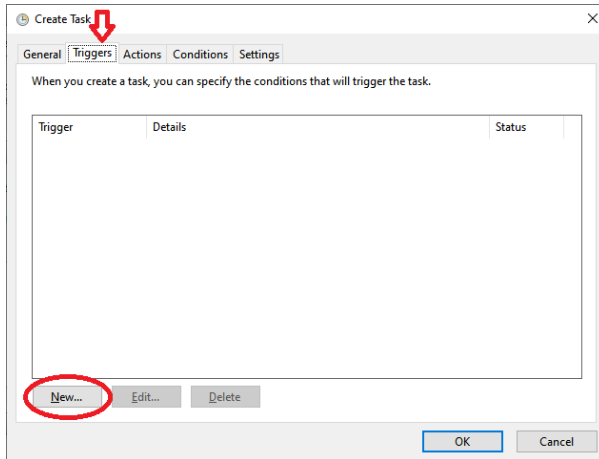 Create Task
General Triggers Actions Conditions Settings
When you create a task, you can specify the conditions that will trigger the task.
Trigger Details Status
New... Edit... Delete
OK Cancel